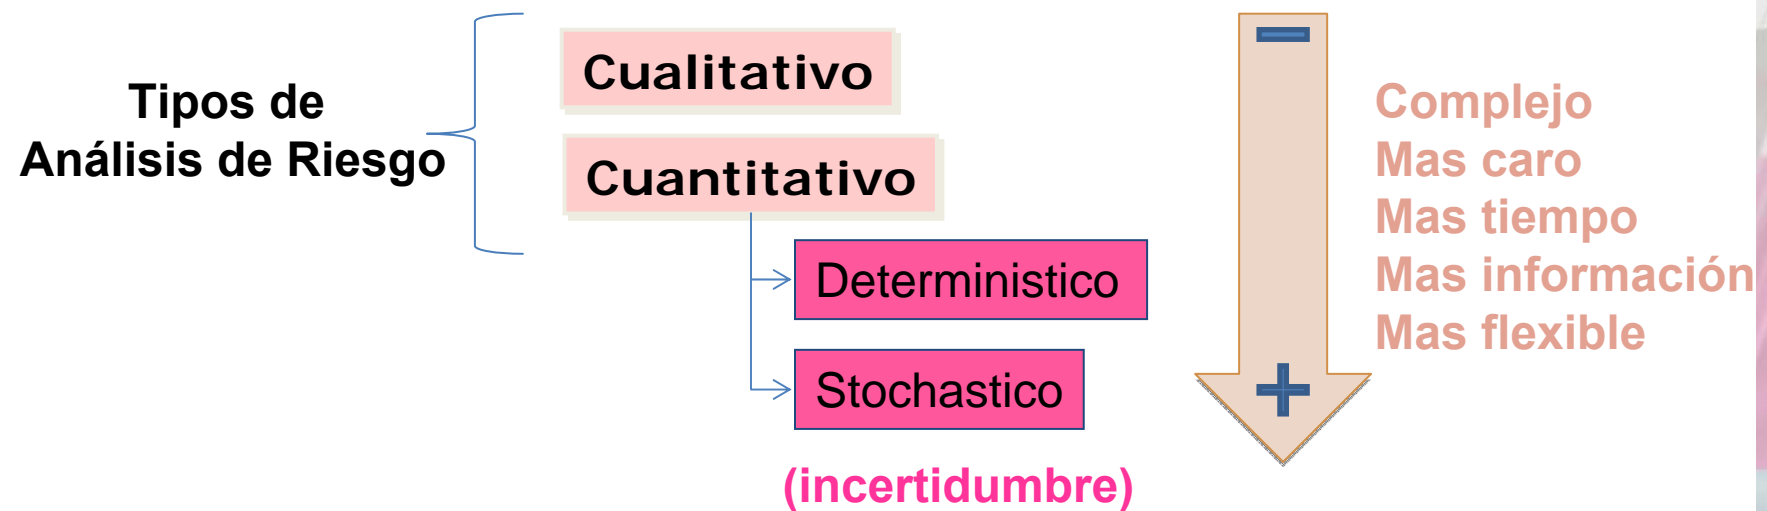 Tipos de
Análisis de Riesgo
Cualitativo
Cuantitativo
Deterministico
Stochastico
(incertidumbre)
Complejo
Mas caro
Mas tiempo
Mas información
Mas flexible